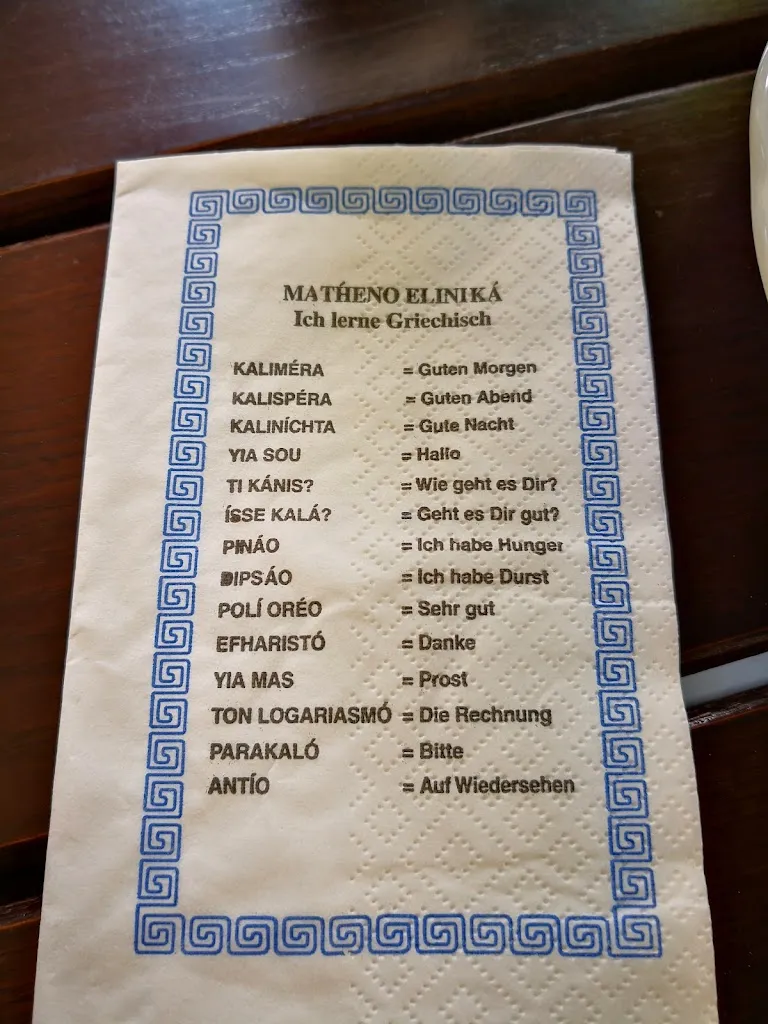 MATHENO ELINIKÁ
Ich lerne Griechisch
KALIMÉRA = Guten Morgen
KALISPÉRA = Guten Abend
KALINÍCHTA = Gute Nacht
YIA SOU = Hallo
TI KÁNIS? = Wie geht es Dir?
ÍSSE KALÁ? = Geht es Dir gut?
PINÁO = Ich habe Hunger
DIPSÁO = Ich habe Durst
POLÍ ORÉO = Sehr gut
EFHARISTÓ = Danke
YIA MAS = Prost
TON LOGARIASMÓ = Die Rechnung
PARAKALÓ = Bitte
ANTÍO = Auf Wiedersehen